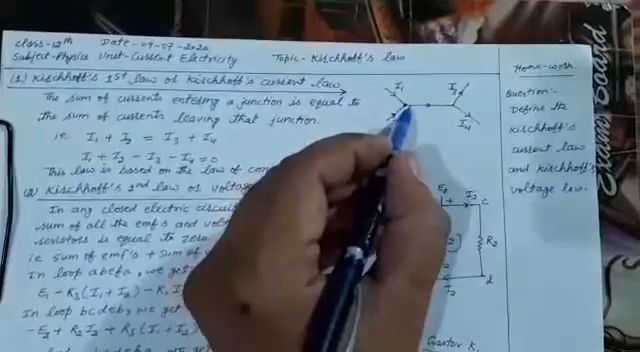 Class-12th Date-09-07-2020
Subject-Physics Unit-Current Electricity Topic-Kirchhoff's law
(1) Kirchhoff's 1st law or Kirchhoff's current law
The sum of currents entering a junction is equal to
the sum of currents leaving that junction.
i.e I1 + I2 = I3 + I4
I1 + I2 - I3 - I4 = 0
This law is based on the law of
(2) Kirchhoff's 2nd law or voltage
In any closed electric circuit
sum of all the emfs and
resistors is equal to zero.
i.e sum of emf's + sum of
In loop abefa, we get
E1 - R3(I1+I2) - R1
In loop bcdeb, we get
-E2 + R2 I2 + R3(I1+I2)
I1
I3
I4
E2
I2
c
R2
d
I2
Gaurav K.
Home-work
Question:-
Define the
Kirchhoff's
current law
and Kirchhoff's
voltage law.
Exams Board